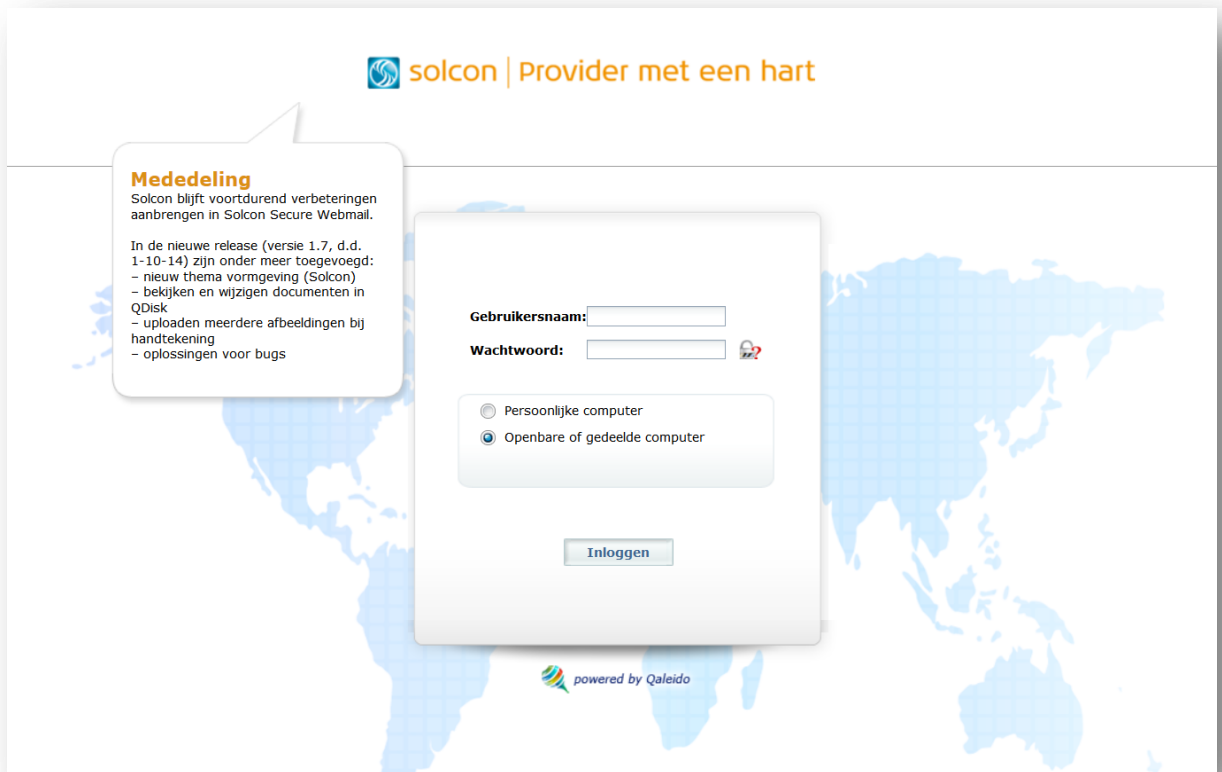 solcon | Provider met een hart
Mededeling
Solcon blijft voortdurend verbeteringen
aanbrengen in Solcon Secure Webmail.
In de nieuwe release (versie 1.7, d.d.
1-10-14) zijn onder meer toegevoegd:
– nieuw thema vormgeving (Solcon)
– bekijken en wijzigen documenten in
QDisk
– uploaden meerdere afbeeldingen bij
handtekening
– oplossingen voor bugs
Gebruikersnaam:
Wachtwoord:
Persoonlijke computer
Openbare of gedeelde computer
Inloggen
powered by Qaleido